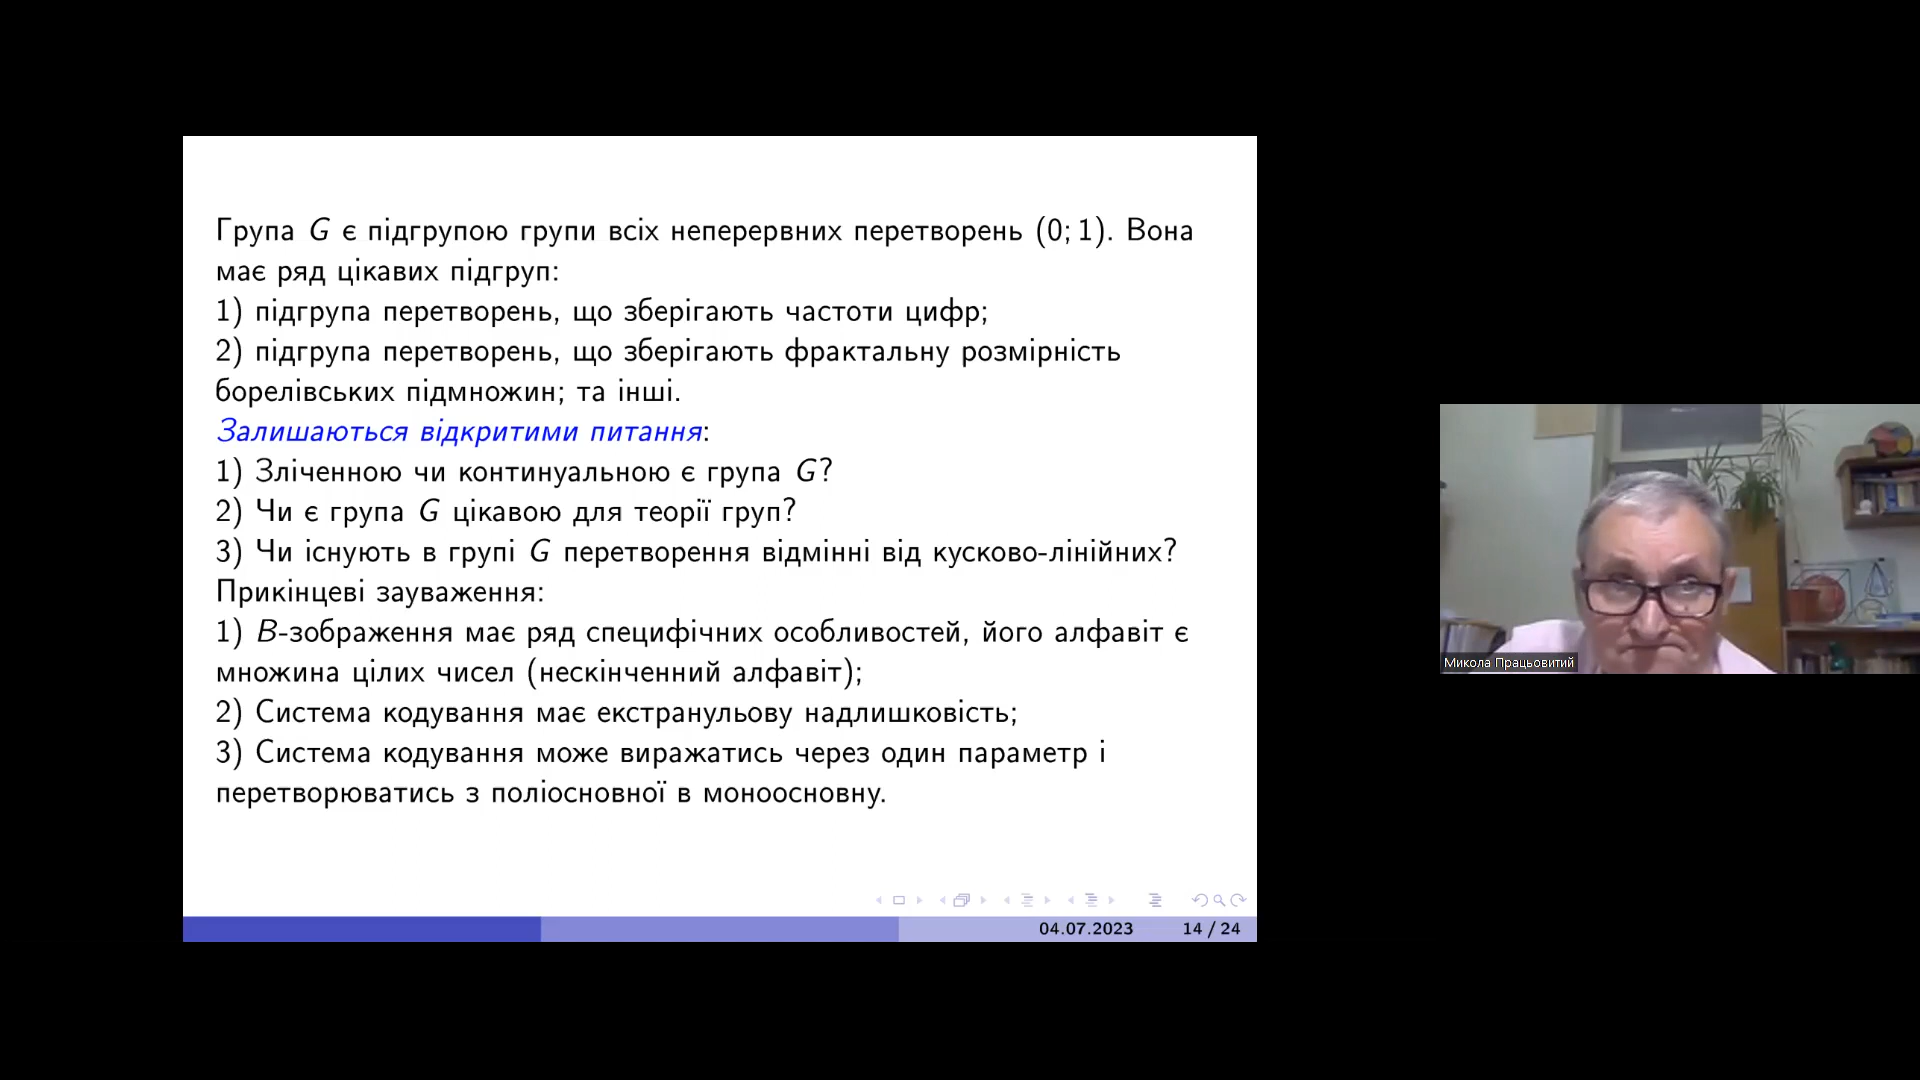 Група G є підгрупою групи всіх неперервних перетворень (0; 1). Вона
має ряд цікавих підгруп:
1) підгрупа перетворень, що зберігають частоти цифр;
2) підгрупа перетворень, що зберігають фрактальну розмірність
борелівських підмножин; та інші.
Залишаються відкритими питання:
1) Зліченною чи континуальною є група G?
2) Чи є група G цікавою для теорії груп?
3) Чи існують в групі G перетворення відмінні від кусково-лінійних?
Прикінцеві зауваження:
1) B-зображення має ряд специфічних особливостей, його алфавіт є
множина цілих чисел (нескінченний алфавіт);
2) Система кодування має екстранульову надлишковість;
3) Система кодування може виражатись через один параметр і
перетворюватись з поліосновної в моноосновну.
04.07.2023 14 / 24
Микола Працьовитий